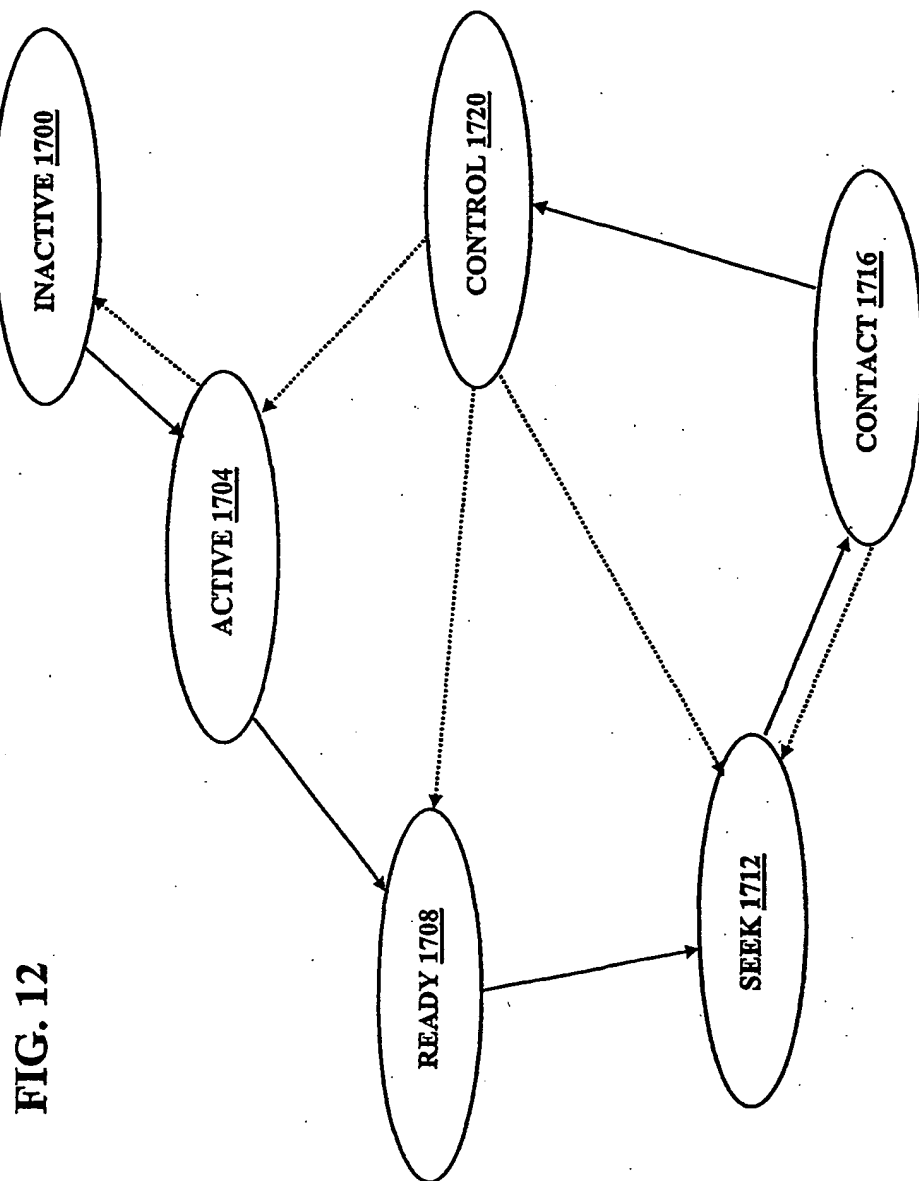 FIG. 12
INACTIVE 1700
ACTIVE 1704
READY 1708
CONTROL 1720
SEEK 1712
CONTACT 1716